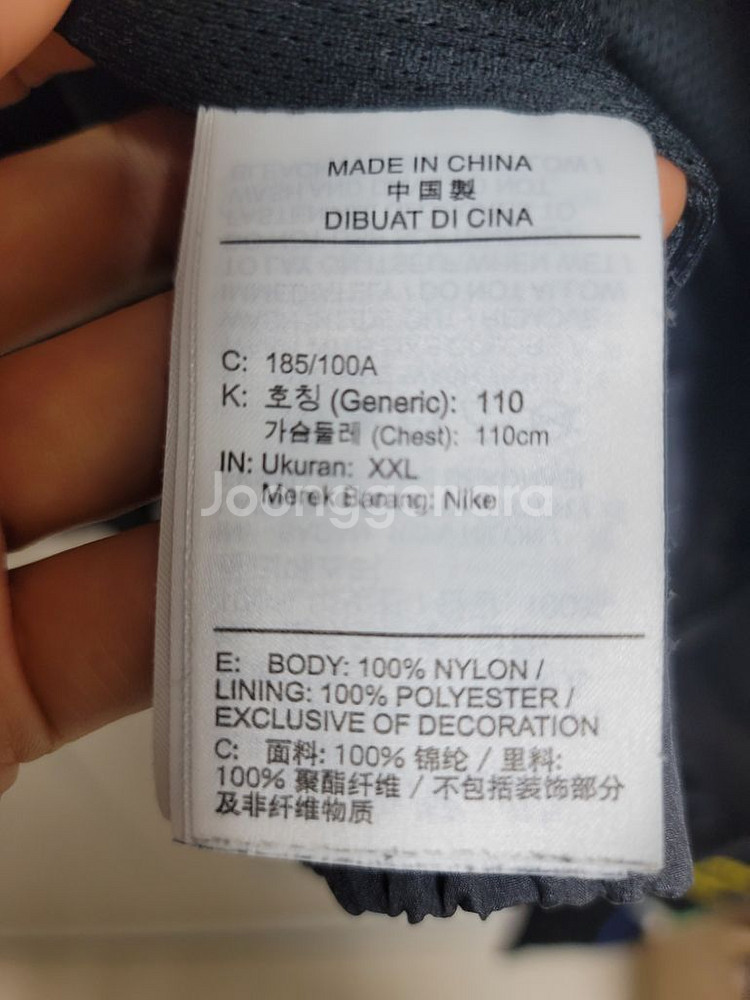 MADE IN CHINA
中国製
DIBUAT DI CINA
C: 185/100A
K: 호칭 (Generic): 110
가슴둘레 (Chest): 110cm
IN: Ukuran: XXL
Merek Barang: Nike
Joonggonara
E: BODY: 100% NYLON /
LINING: 100% POLYESTER /
EXCLUSIVE OF DECORATION
C: 面料: 100% 锦纶 / 里料:
100% 聚酯纤维 / 不包括装饰部分
及非纤维物质